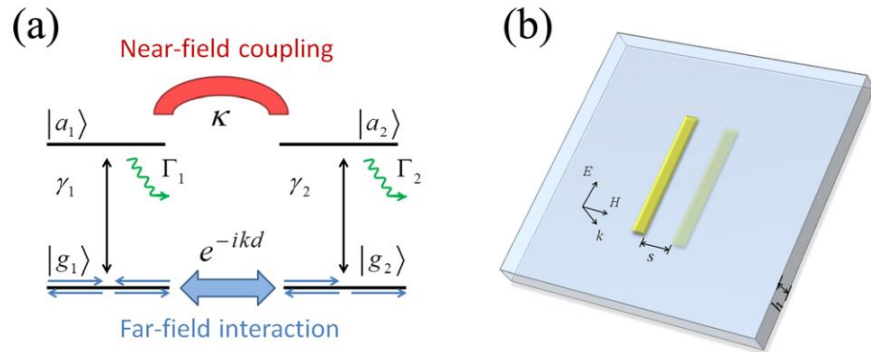 (a)
Near-field coupling
κ
|a₁⟩
|a₂⟩
γ₁
Γ₁
γ₂
Γ₂
e^{-ikd}
|g₁⟩
|g₂⟩
Far-field interaction
(b)
E
H
k
s
h